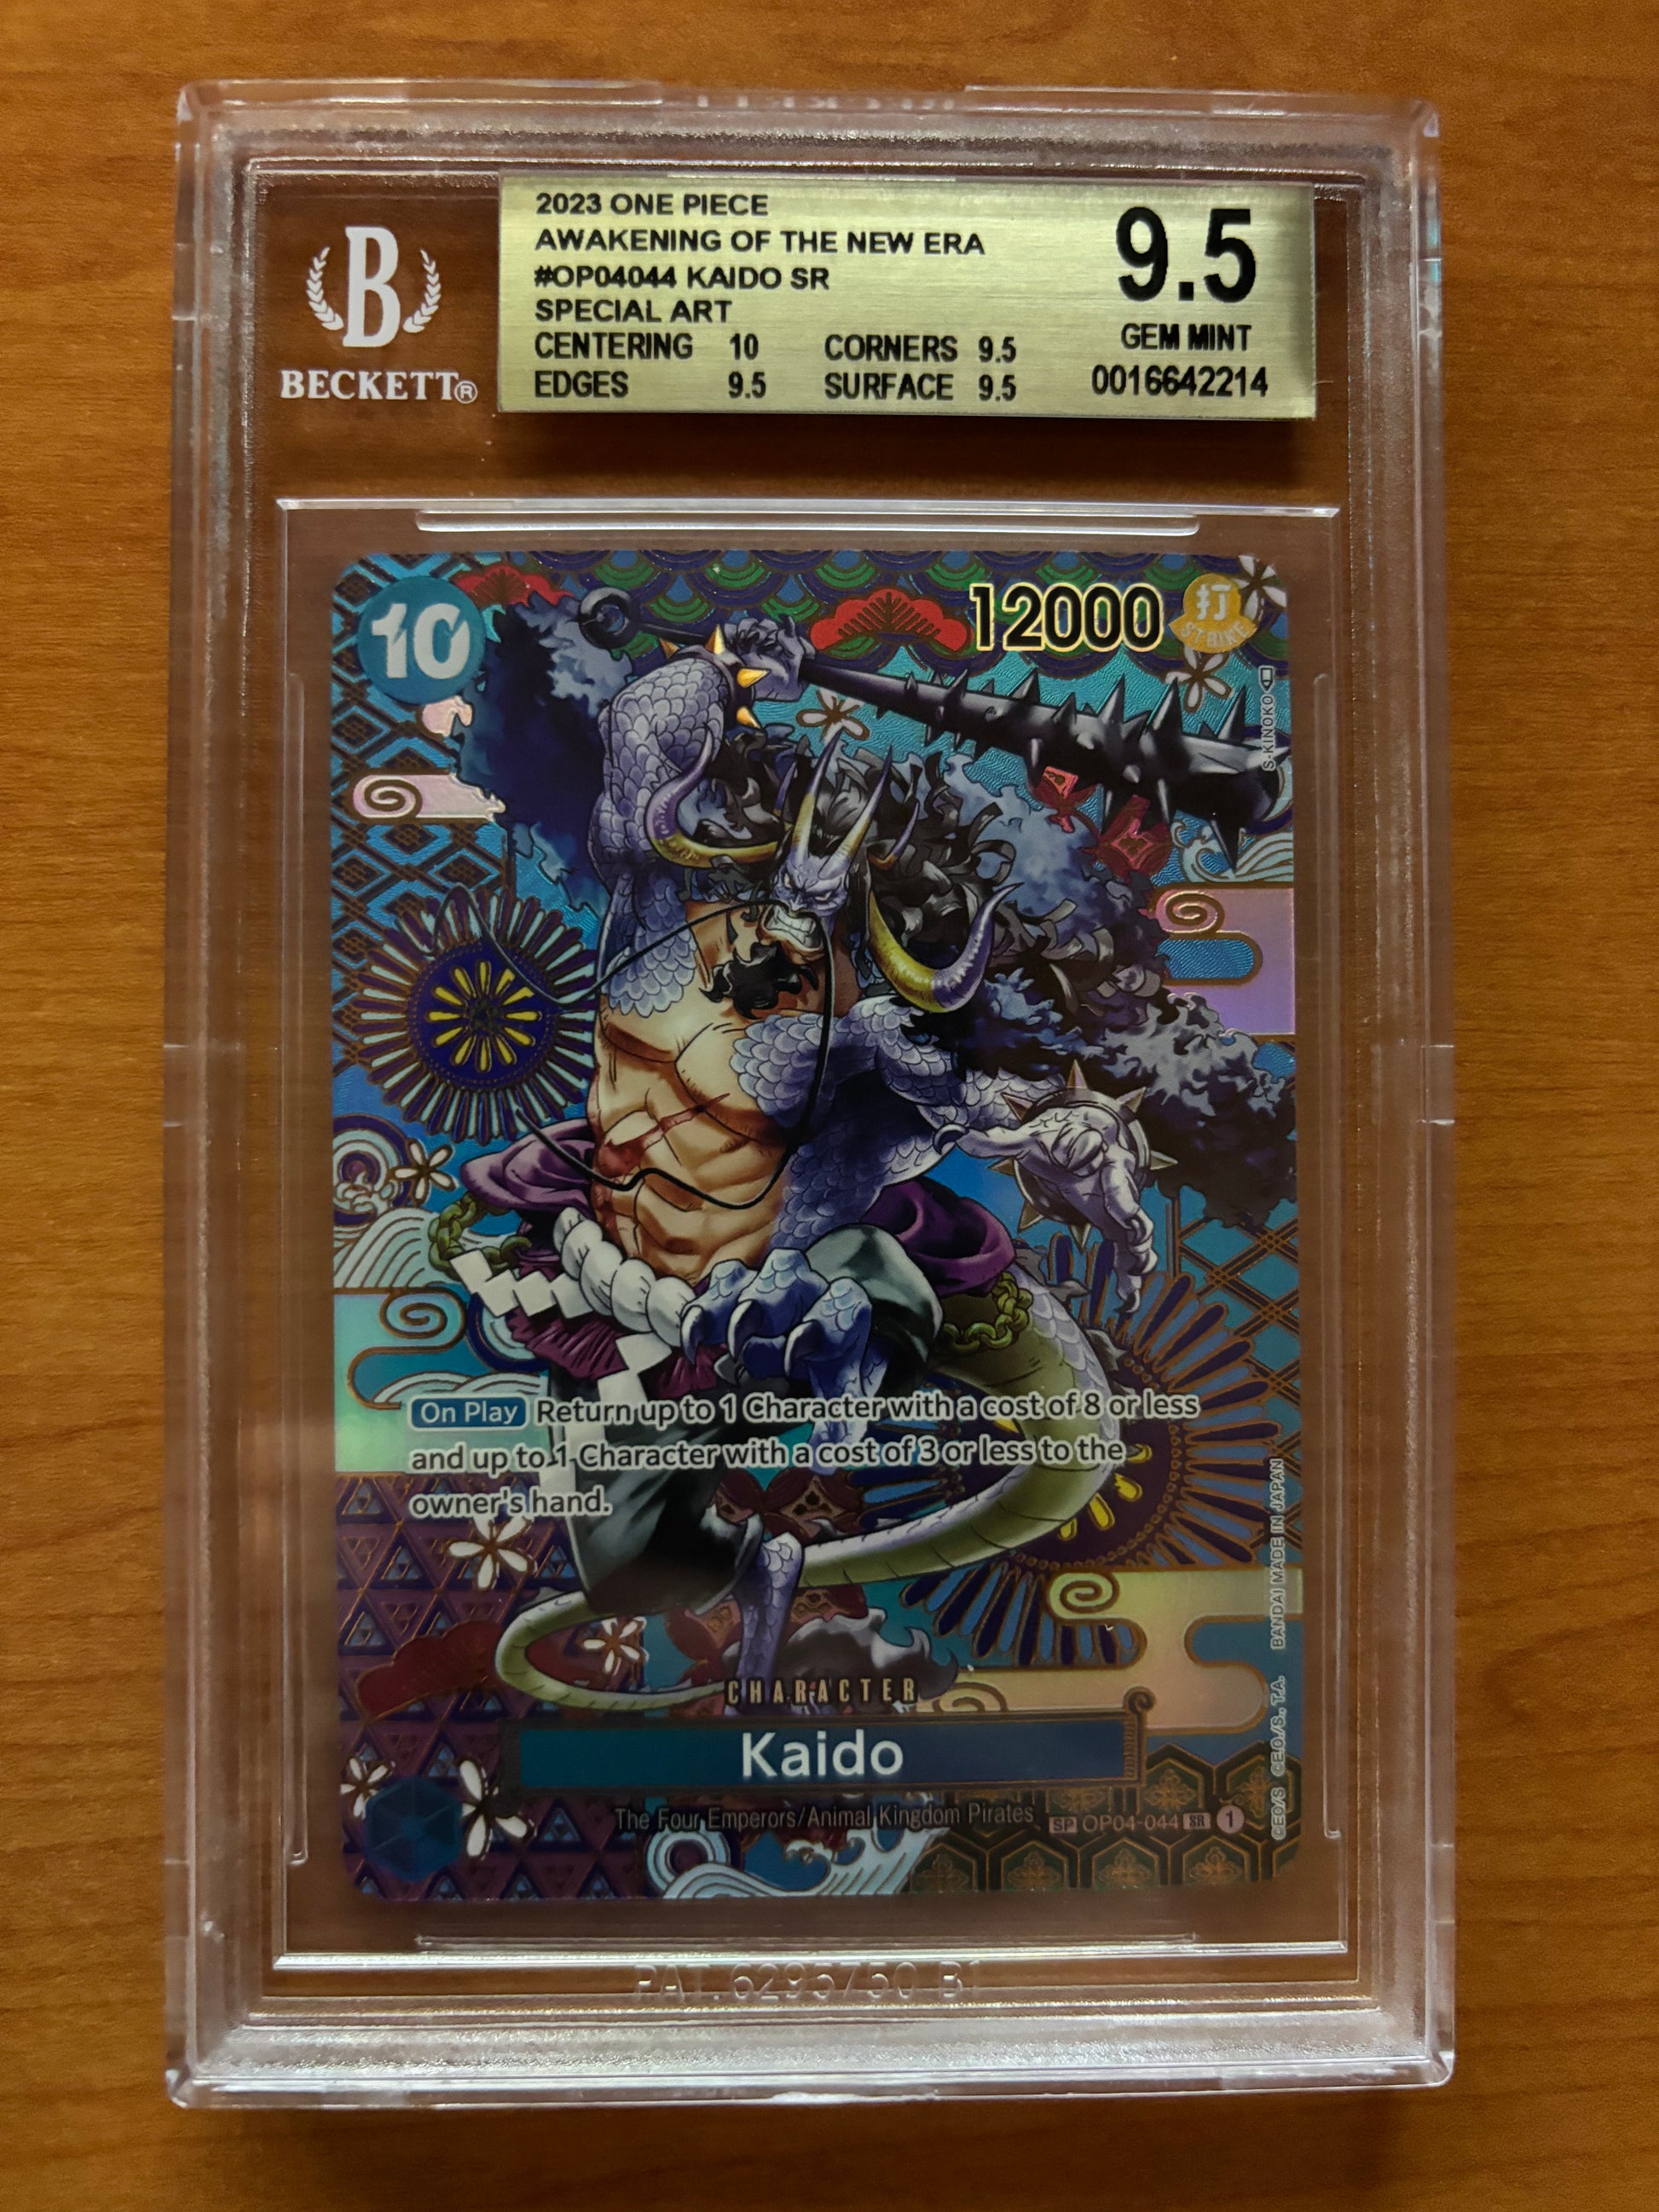 2023 ONE PIECE
AWAKENING OF THE NEW ERA
#OP04044 KAIDO SR
SPECIAL ART
CENTERING 10 CORNERS 9.5
EDGES 9.5 SURFACE 9.5
9.5
GEM MINT
0016642214
B
BECKETT®
10
12000
打
STRIKE
S-KINOKO
On Play Return up to 1 Character with a cost of 8 or less
and up to 1 Character with a cost of 3 or less to the
owner's hand.
CHARACTER
Kaido
The Four Emperors/Animal Kingdom Pirates
SP OP04-044 SR 1
©EO/S C.E.O./S., T.A. BANDAI MADE IN JAPAN
PAT. 6295750 B1